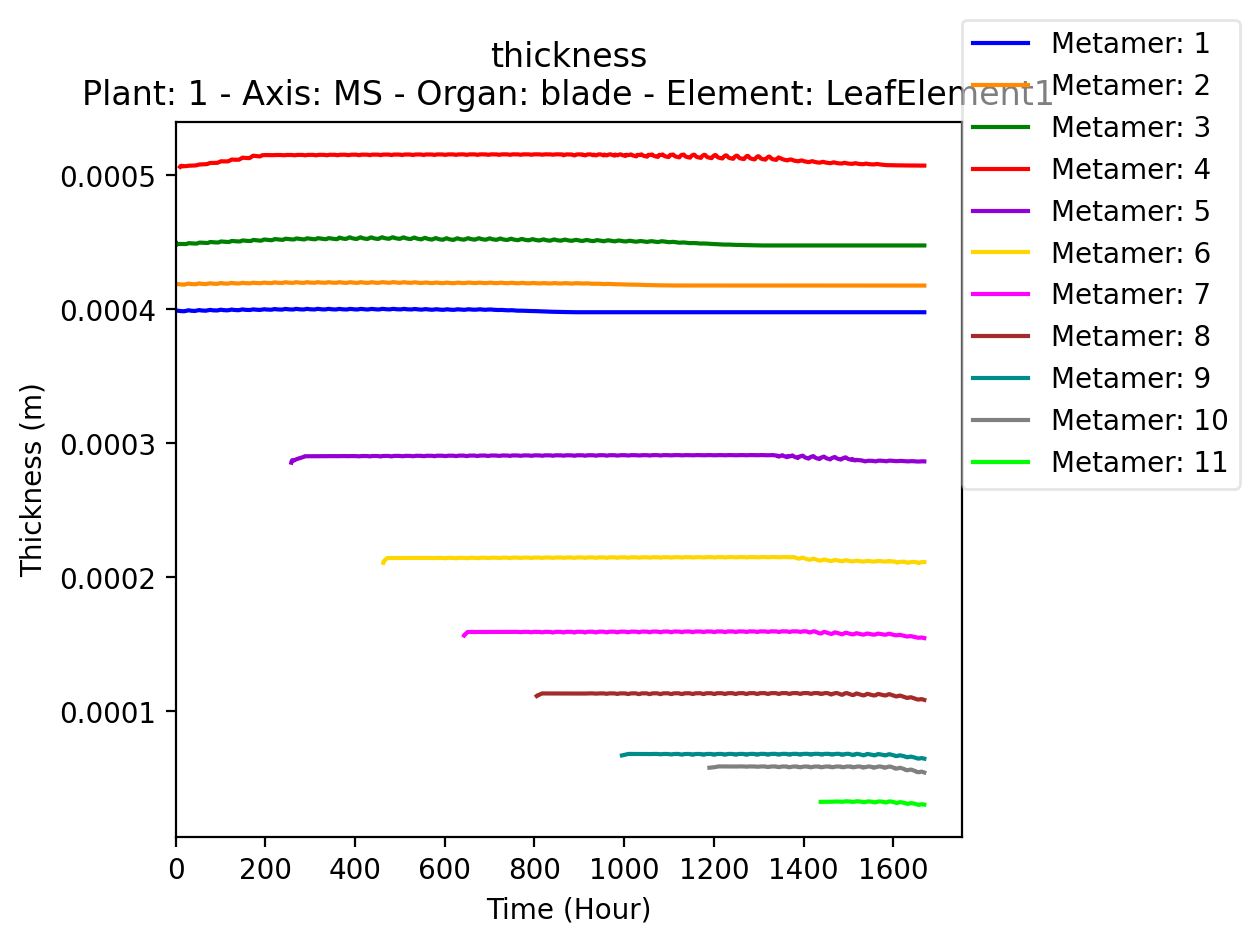 thickness
Plant: 1 - Axis: MS - Organ: blade - Element: LeafElement1
Metamer: 1
Metamer: 2
Metamer: 3
Metamer: 4
Metamer: 5
Metamer: 6
Metamer: 7
Metamer: 8
Metamer: 9
Metamer: 10
Metamer: 11
Thickness (m)
0.0005
0.0004
0.0003
0.0002
0.0001
0 200 400 600 800 1000 1200 1400 1600
Time (Hour)